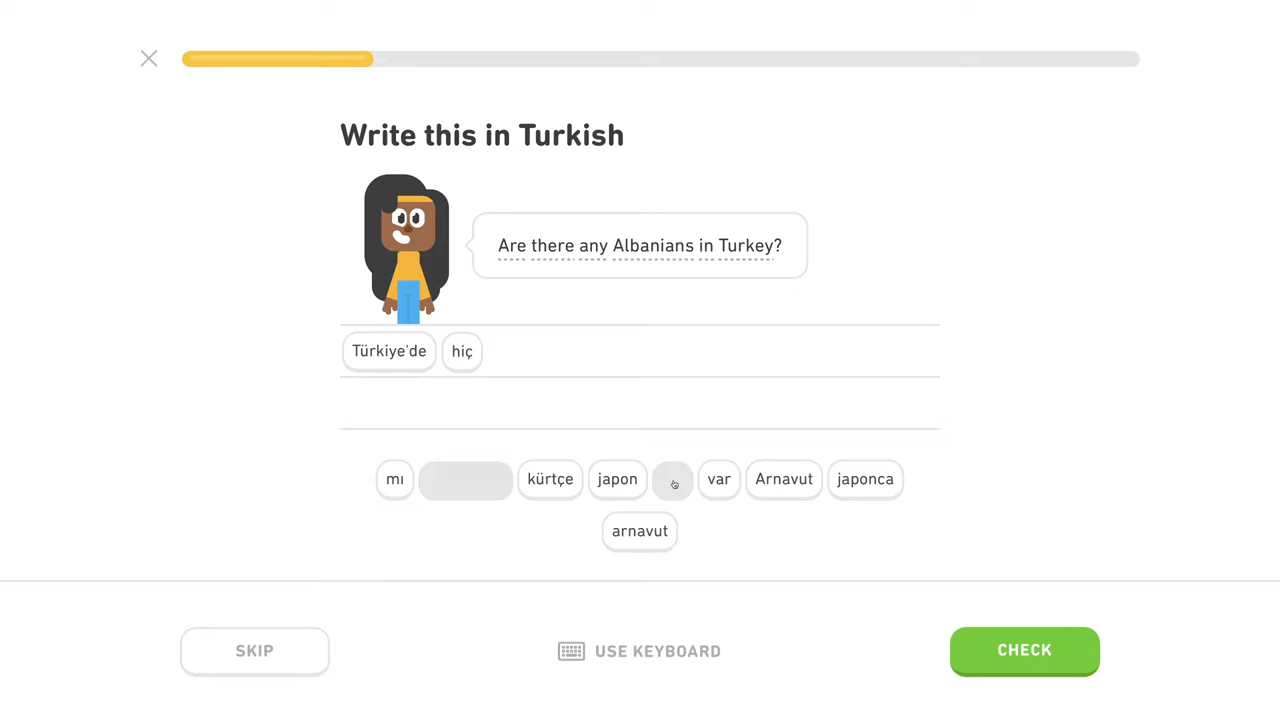 Write this in Turkish
Are there any Albanians in Turkey?
Türkiye'de hiç
mı kürtçe japon var Arnavut japonca
arnavut
SKIP USE KEYBOARD CHECK